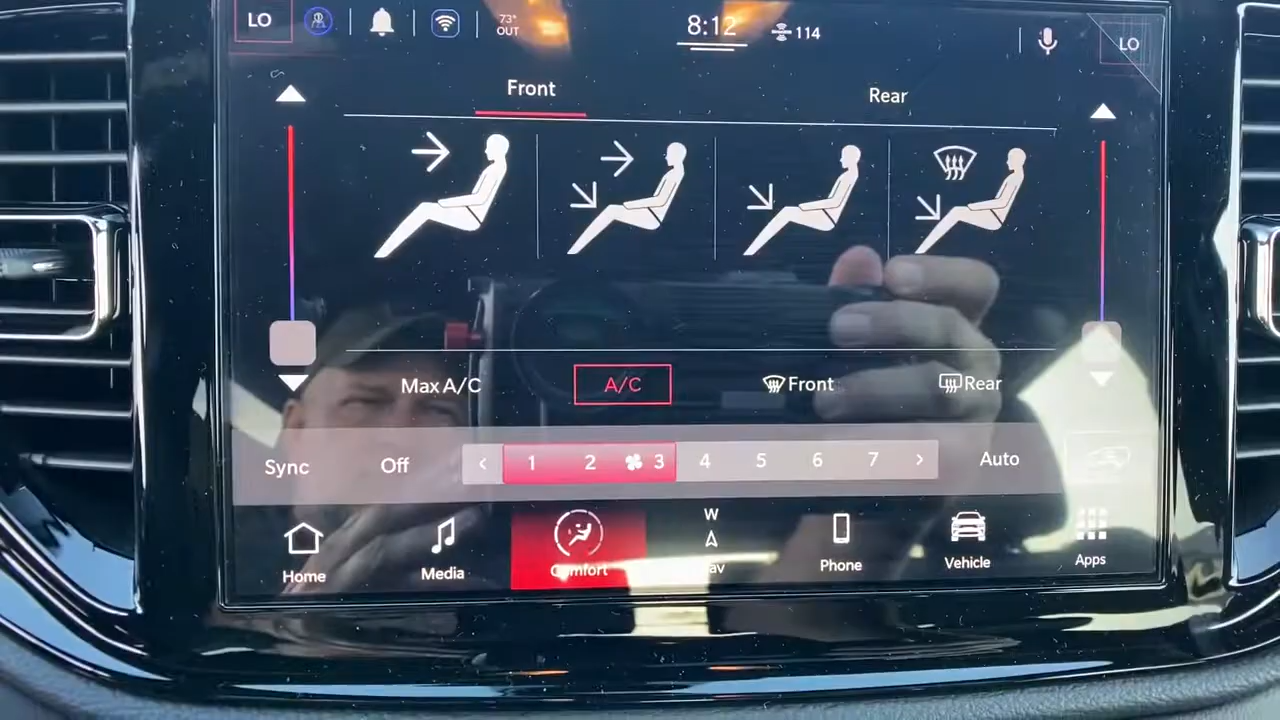 LO
73°
OUT
8:12
114
LO
Front
Rear
Max A/C
A/C
Front
Rear
Sync
Off
< 1 2 3 4 5 6 7 >
Auto
Home
Media
Comfort
W
Nav
Phone
Vehicle
Apps